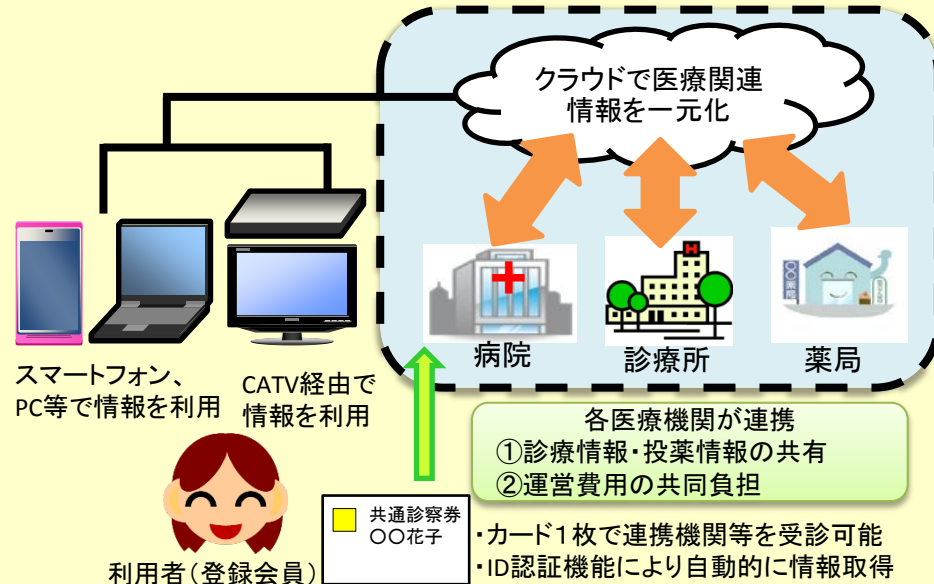 クラウドで医療関連
情報を一元化
病院
診療所
薬局
スマートフォン、
PC等で情報を利用
CATV経由で
情報を利用
各医療機関が連携
①診療情報・投薬情報の共有
②運営費用の共同負担
共通診察券
〇〇花子
・カード1枚で連携機関等を受診可能
・ID認証機能により自動的に情報取得
利用者(登録会員)
H
〇〇薬局